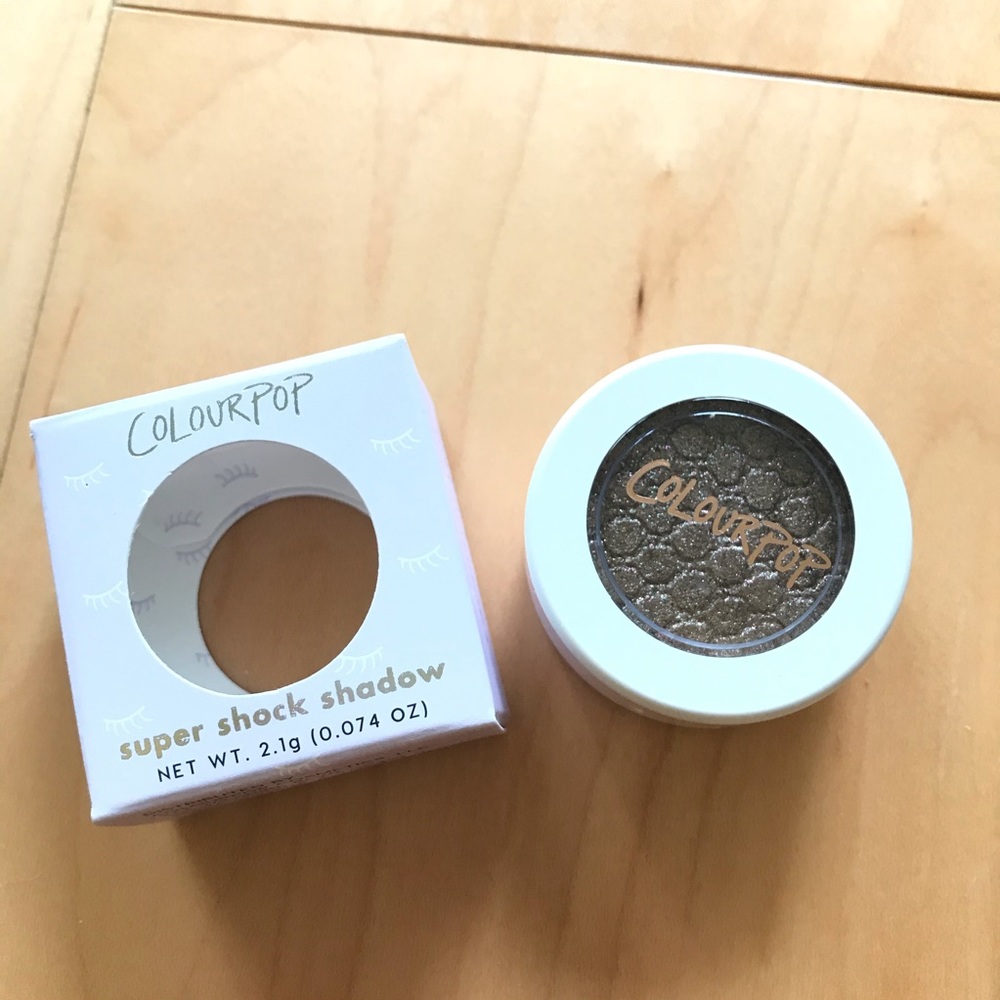 COLOURPOP
super shock shadow
NET WT. 2.1g (0.074 OZ)
COLOURPOP